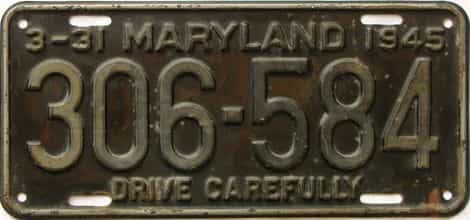 3-31 MARYLAND 1945
306-584
DRIVE CAREFULLY